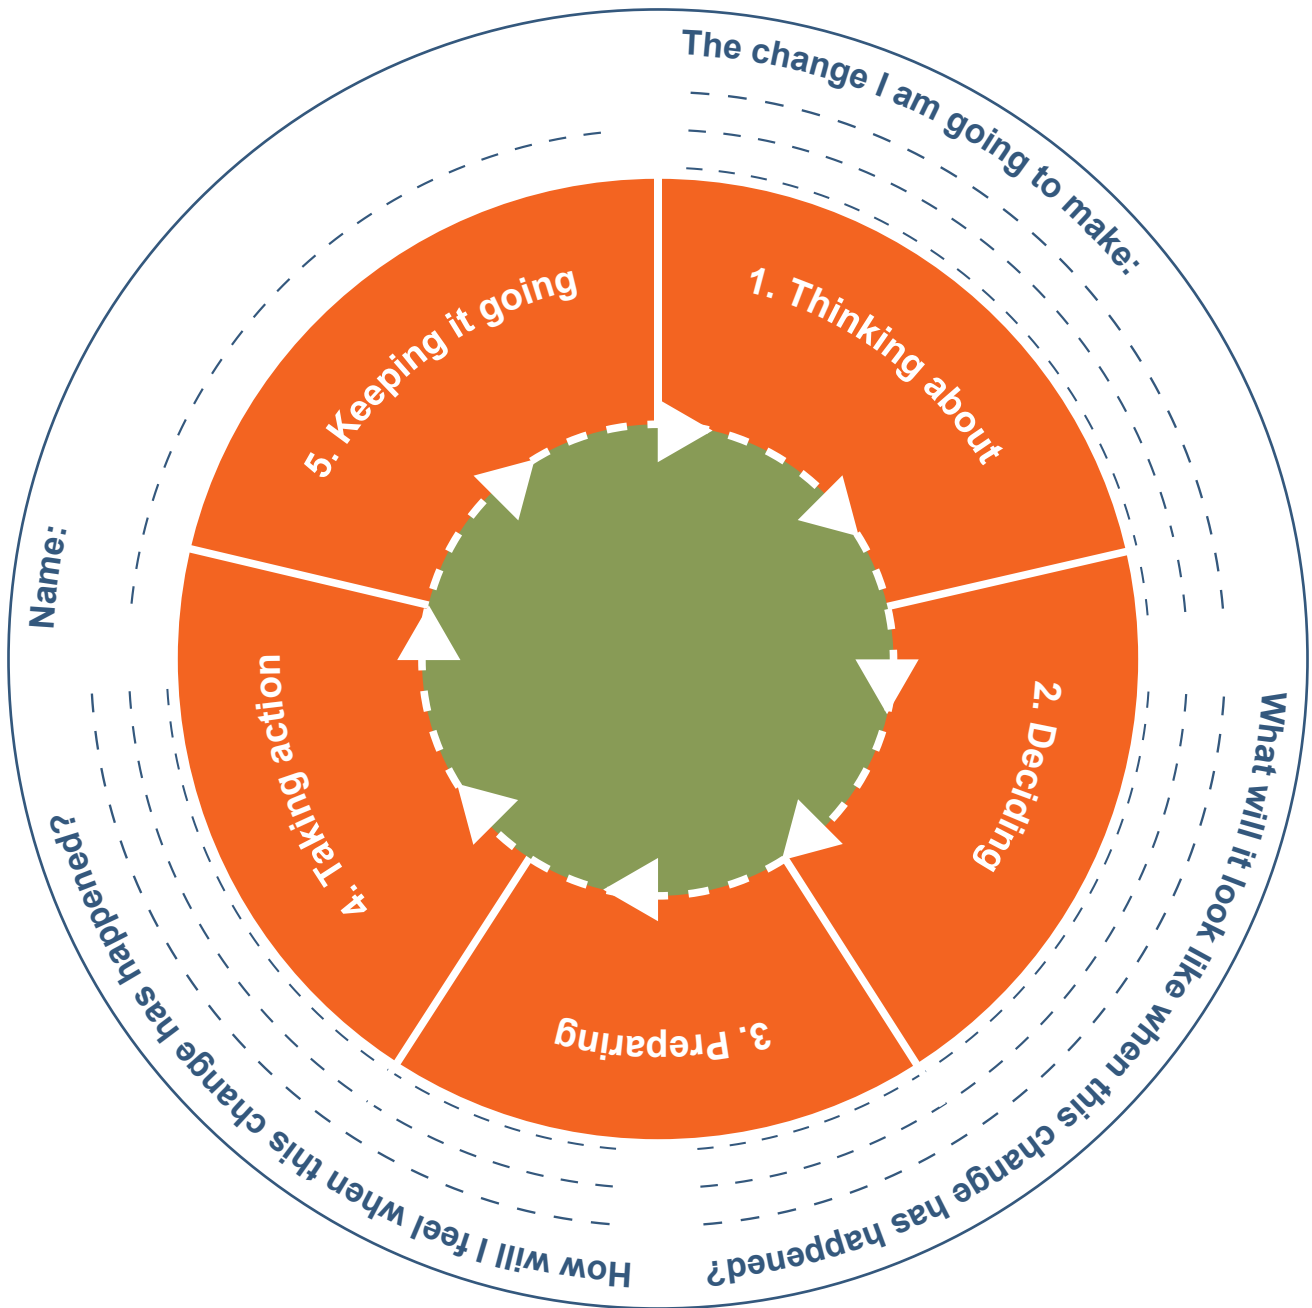 Name:
The change I am going to make:
What will it look like when this change has happened?
How will I feel when this change has happened?
1. Thinking about
2. Deciding
3. Preparing
4. Taking action
5. Keeping it going